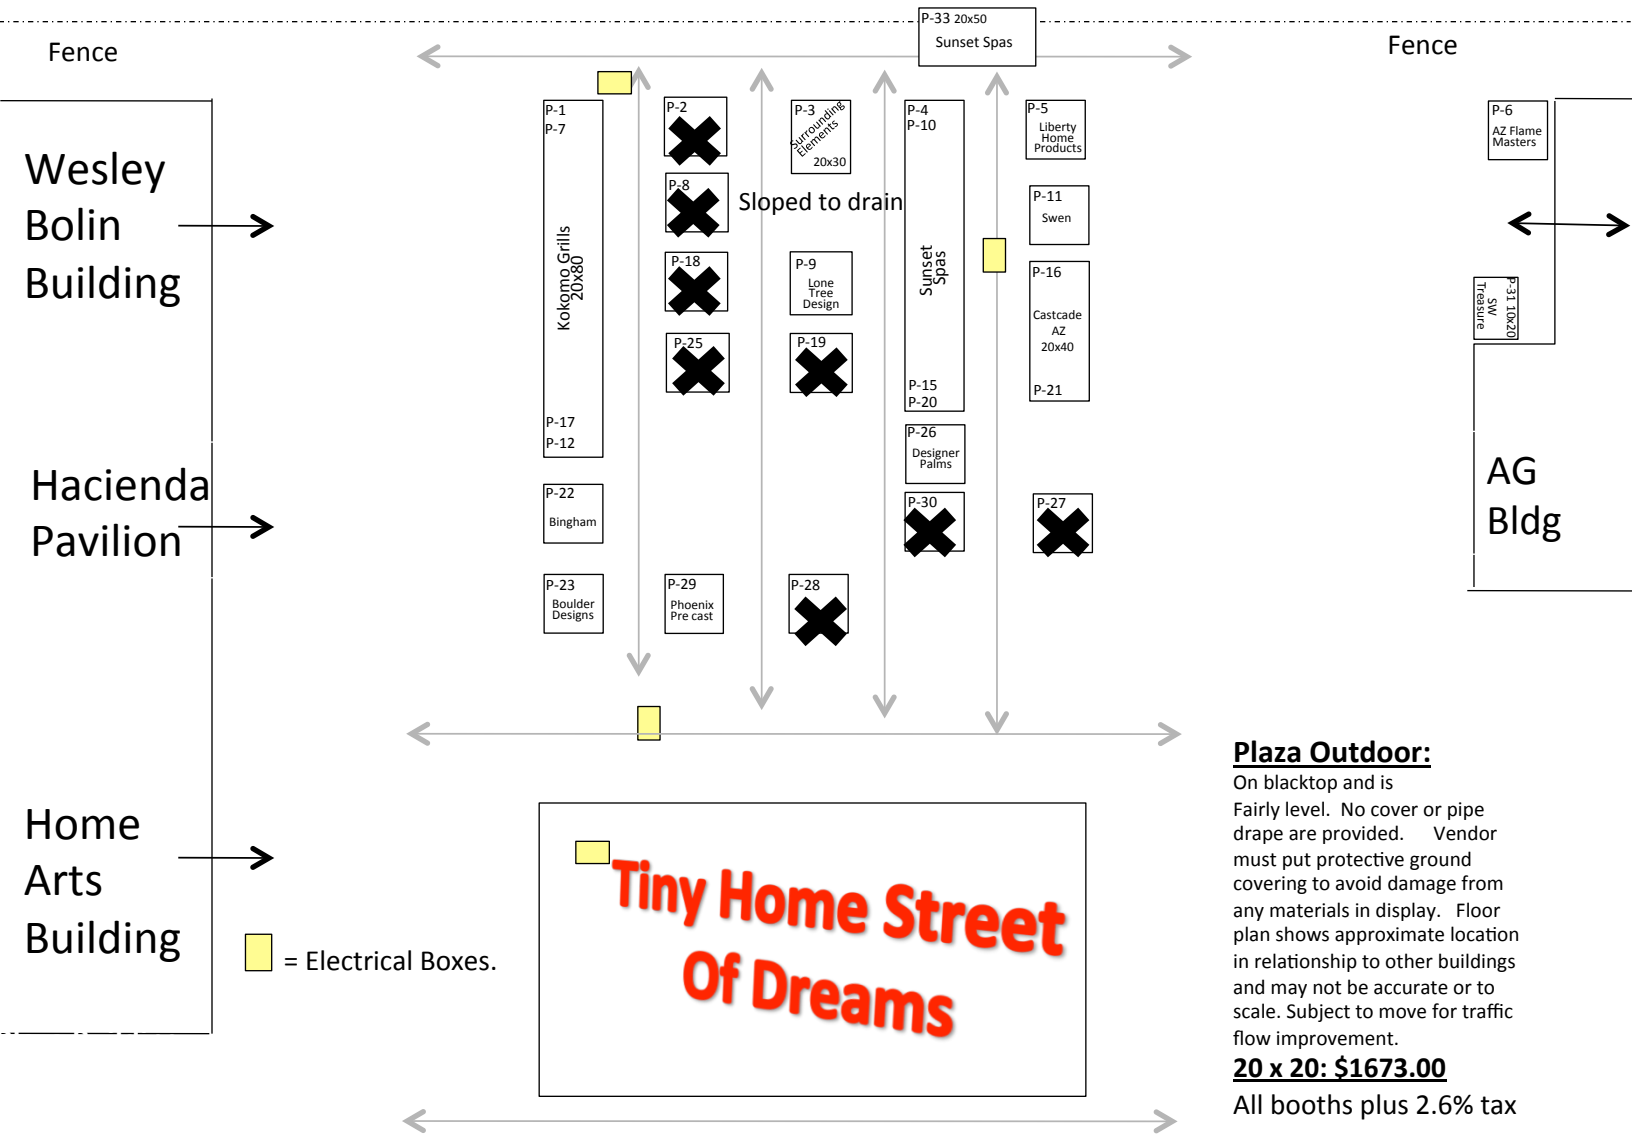 P-33 20x50
Sunset Spas
Fence
Fence
P-1
P-7
Kokomo Grills
20x80
P-17
P-12
P-2
P-8
P-18
P-25
P-3
Surrounding
Elements
20x30
Sloped to drain
P-9
Lone
Tree
Design
P-19
P-4
P-10
Sunset
Spas
P-15
P-20
P-26
Designer
Palms
P-30
P-5
Liberty
Home
Products
P-11
Swen
P-16
Castcade
AZ
20x40
P-21
P-27
P-6
AZ Flame
Masters
P-31 10x20
SW
Treasure
Wesley
Bolin
Building
Hacienda
Pavilion
AG
Bldg
P-22
Bingham
P-23
Boulder
Designs
P-29
Phoenix
Pre cast
P-28
Home
Arts
Building
= Electrical Boxes.
Tiny Home Street
Of Dreams
Plaza Outdoor:
On blacktop and is
Fairly level. No cover or pipe
drape are provided. Vendor
must put protective ground
covering to avoid damage from
any materials in display. Floor
plan shows approximate location
in relationship to other buildings
and may not be accurate or to
scale. Subject to move for traffic
flow improvement.
20 x 20: $1673.00
All booths plus 2.6% tax